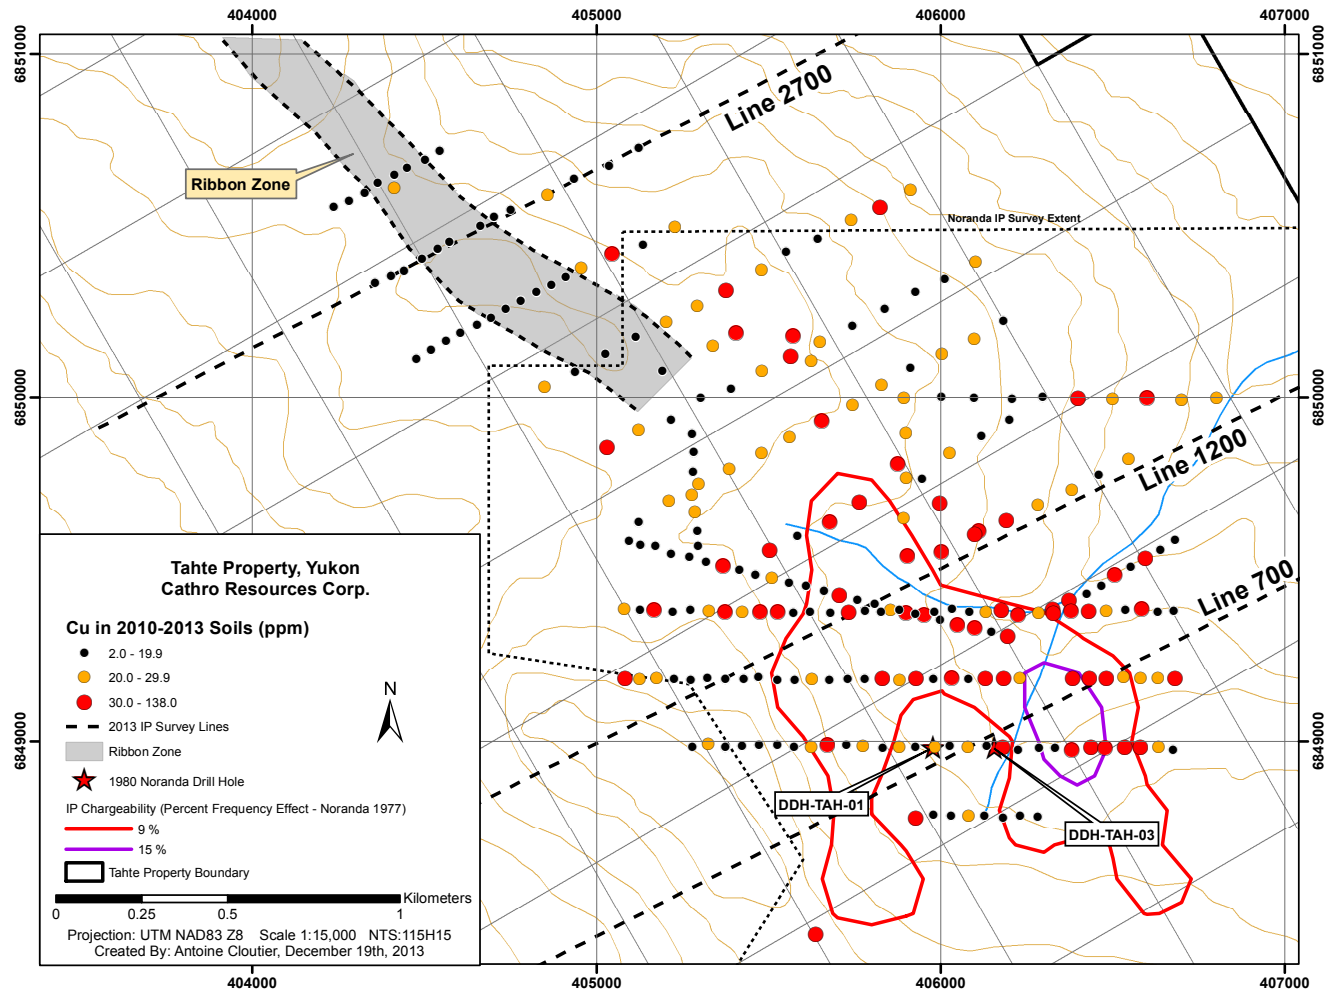 404000
405000
406000
407000
6851000
6851000
Line 2700
Ribbon Zone
Noranda IP Survey Extent
6850000
6850000
Line 1200
Line 700
Tahte Property, Yukon
Cathro Resources Corp.
Cu in 2010-2013 Soils (ppm)
2.0 - 19.9
20.0 - 29.9
30.0 - 138.0
N
2013 IP Survey Lines
Ribbon Zone
1980 Noranda Drill Hole
IP Chargeability (Percent Frequency Effect - Noranda 1977)
9 %
15 %
Tahte Property Boundary
Kilometers
0 0.25 0.5 1
Projection: UTM NAD83 Z8 Scale 1:15,000 NTS:115H15
Created By: Antoine Cloutier, December 19th, 2013
6849000
6849000
DDH-TAH-01
DDH-TAH-03
404000
405000
406000
407000